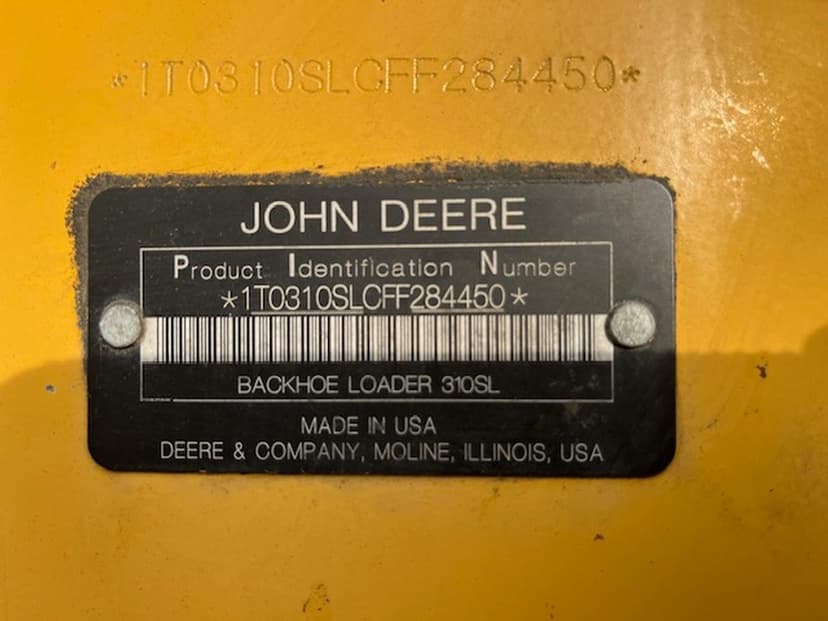 *1T0310SLCFF284450*
JOHN DEERE
Product Identification Number
*1T0310SLCFF284450*
BACKHOE LOADER 310SL
MADE IN USA
DEERE & COMPANY, MOLINE, ILLINOIS, USA